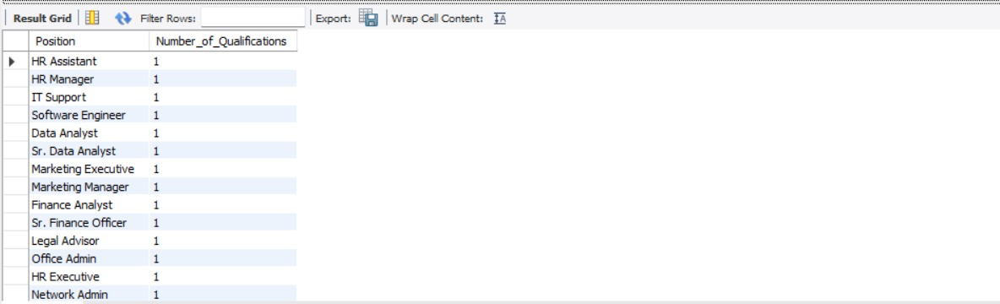 Result Grid Filter Rows: Export: Wrap Cell Content:
Position Number_of_Qualifications
HR Assistant 1
HR Manager 1
IT Support 1
Software Engineer 1
Data Analyst 1
Sr. Data Analyst 1
Marketing Executive 1
Marketing Manager 1
Finance Analyst 1
Sr. Finance Officer 1
Legal Advisor 1
Office Admin 1
HR Executive 1
Network Admin 1